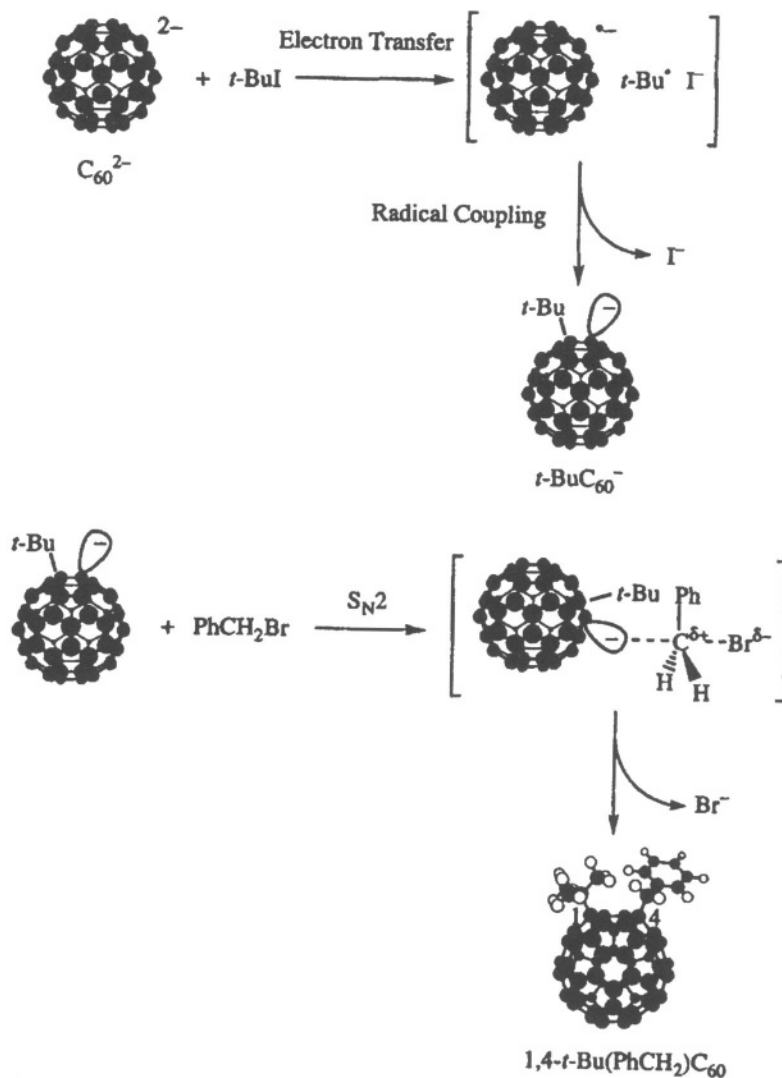 2–
Electron Transfer
•–
+ t-BuI
t-Bu• I–
C60 2–
Radical Coupling
I–
t-Bu –
t-BuC60–
t-Bu –
SN2
+ PhCH2Br
t-Bu Ph
– C δ+ Br δ–
H H
Br–
1 4
1,4-t-Bu(PhCH2)C60